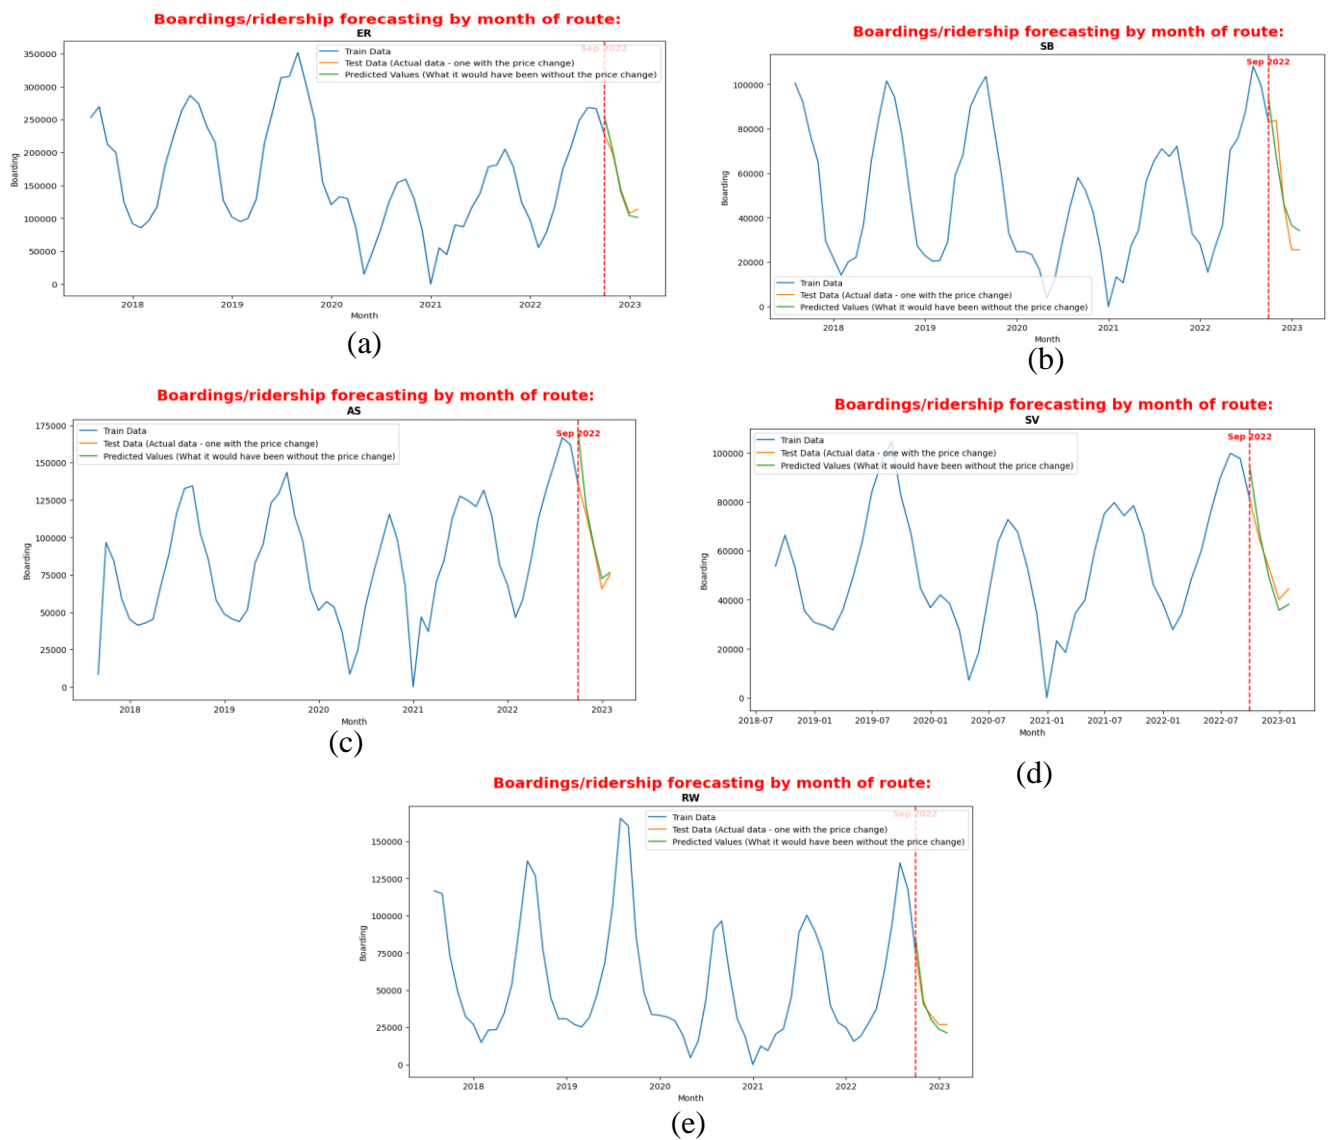 Boardings/ridership forecasting by month of route:
ER
Sep 2022
Train Data
Test Data (Actual data - one with the price change)
Predicted Values (What it would have been without the price change)
350000
300000
250000
200000
150000
100000
50000
0
Boarding
2018 2019 2020 2021 2022 2023
Month
(a)
Boardings/ridership forecasting by month of route:
SB
Sep 2022
100000
80000
60000
40000
20000
0
Boarding
Train Data
Test Data (Actual data - one with the price change)
Predicted Values (What it would have been without the price change)
2018 2019 2020 2021 2022 2023
Month
(b)
Boardings/ridership forecasting by month of route:
AS
Sep 2022
Train Data
Test Data (Actual data - one with the price change)
Predicted Values (What it would have been without the price change)
175000
150000
125000
100000
75000
50000
25000
0
Boarding
2018 2019 2020 2021 2022 2023
Month
(c)
Boardings/ridership forecasting by month of route:
SV
Sep 2022
Train Data
Test Data (Actual data - one with the price change)
Predicted Values (What it would have been without the price change)
100000
80000
60000
40000
20000
0
Boarding
2018-07 2019-01 2019-07 2020-01 2020-07 2021-01 2021-07 2022-01 2022-07 2023-01
Month
(d)
Boardings/ridership forecasting by month of route:
RW
Sep 2022
Train Data
Test Data (Actual data - one with the price change)
Predicted Values (What it would have been without the price change)
150000
125000
100000
75000
50000
25000
0
Boarding
2018 2019 2020 2021 2022 2023
Month
(e)